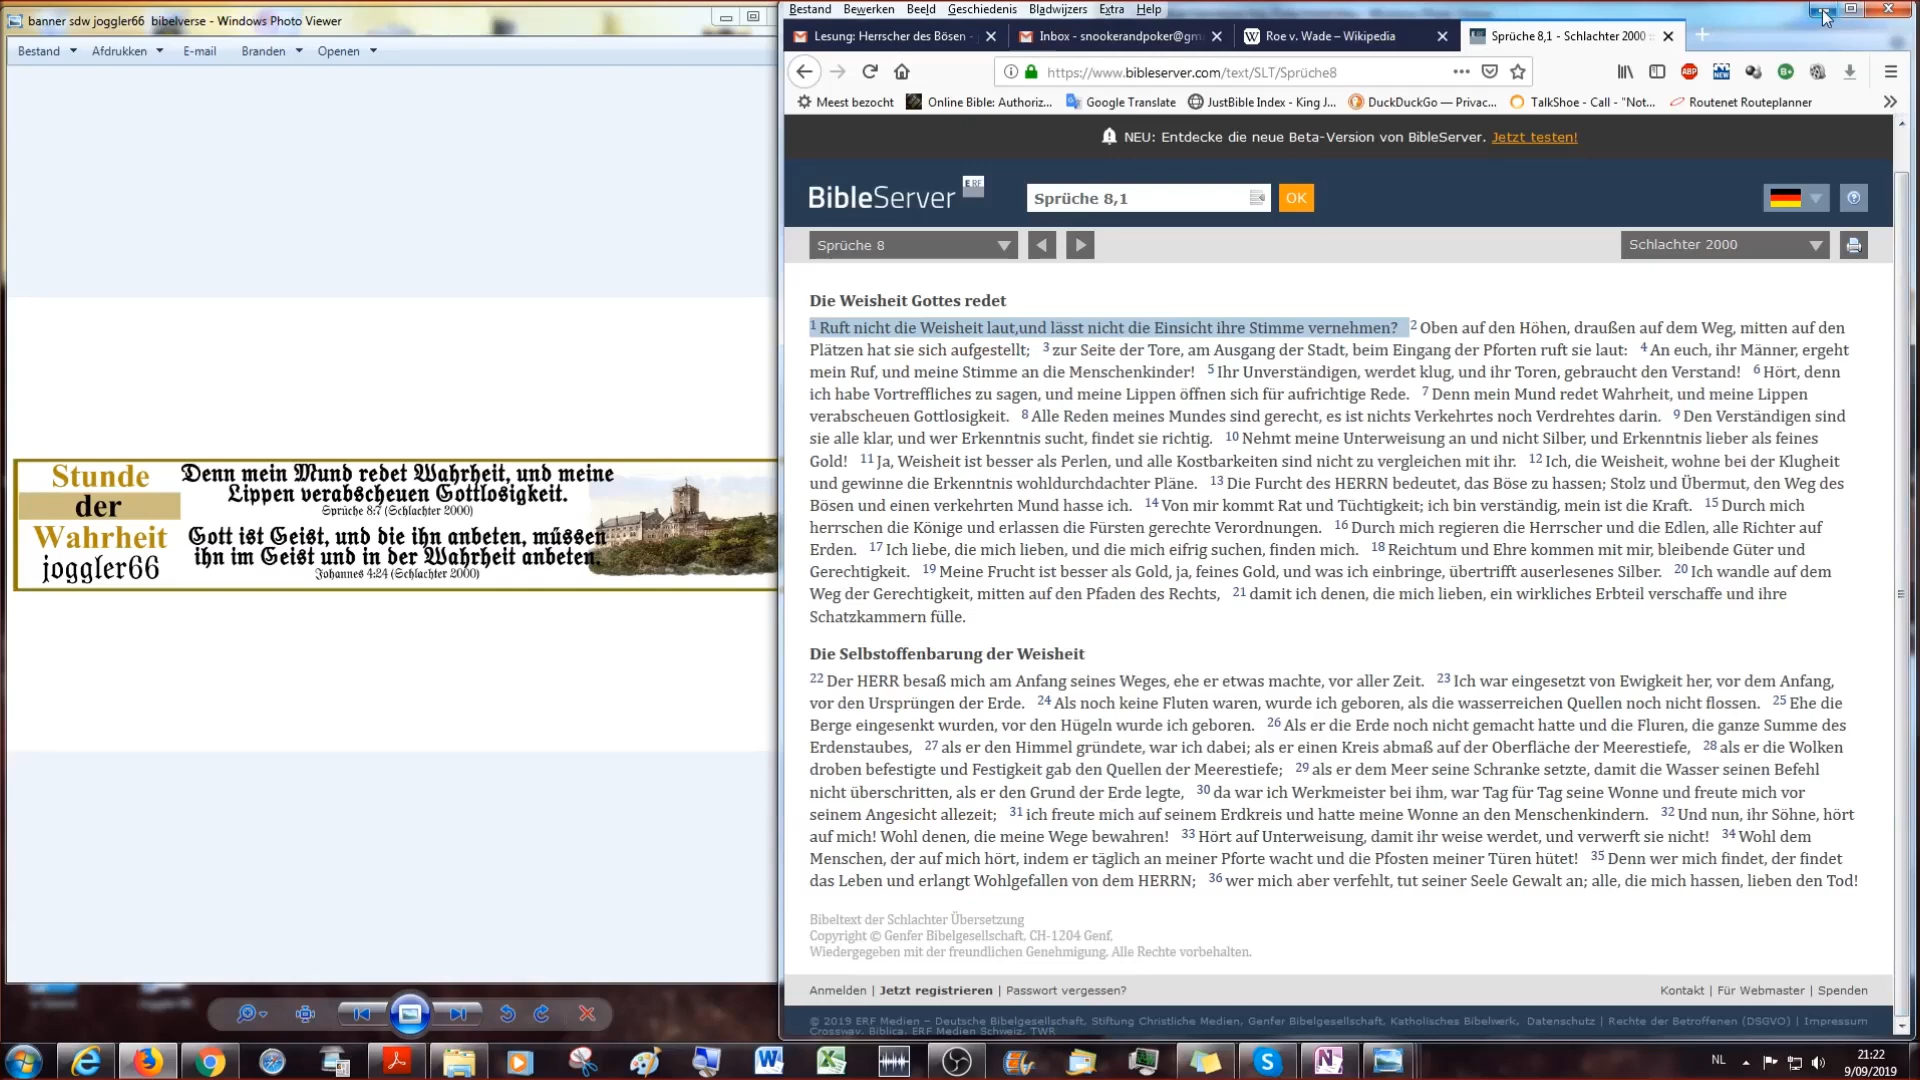 banner sdw joggler66 bibelverse - Windows Photo Viewer
Bestand Afdrukken E-mail Branden Openen
Stunde
der
Wahrheit
joggler66
Denn mein Mund redet Wahrheit, und meine
Lippen verabscheuen Gottlosigkeit.
Sprüche 8:7 (Schlachter 2000)
Gott ist Geist, und die ihn anbeten, müssen
ihn im Geist und in der Wahrheit anbeten.
Johannes 4:24 (Schlachter 2000)
Bestand Bewerken Beeld Geschiedenis Bladwijzers Extra Help
Lesung: Herrscher des Bösen - Inbox - snookerandpoker@gm Roe v. Wade – Wikipedia Sprüche 8,1 - Schlachter 2000 :
https://www.bibleserver.com/text/SLT/Sprüche8
Meest bezocht Online Bible: Authoriz... Google Translate JustBible Index - King J... DuckDuckGo — Privac... TalkShoe - Call - "Not... Routenet Routeplanner
NEU: Entdecke die neue Beta-Version von BibleServer. Jetzt testen!
BibleServer ERF Sprüche 8,1 OK
Sprüche 8 Schlachter 2000
Die Weisheit Gottes redet
1 Ruft nicht die Weisheit laut,und lässt nicht die Einsicht ihre Stimme vernehmen? 2 Oben auf den Höhen, draußen auf dem Weg, mitten auf den
Plätzen hat sie sich aufgestellt; 3 zur Seite der Tore, am Ausgang der Stadt, beim Eingang der Pforten ruft sie laut: 4 An euch, ihr Männer, ergeht
mein Ruf, und meine Stimme an die Menschenkinder! 5 Ihr Unverständigen, werdet klug, und ihr Toren, gebraucht den Verstand! 6 Hört, denn
ich habe Vortreffliches zu sagen, und meine Lippen öffnen sich für aufrichtige Rede. 7 Denn mein Mund redet Wahrheit, und meine Lippen
verabscheuen Gottlosigkeit. 8 Alle Reden meines Mundes sind gerecht, es ist nichts Verkehrtes noch Verdrehtes darin. 9 Den Verständigen sind
sie alle klar, und wer Erkenntnis sucht, findet sie richtig. 10 Nehmt meine Unterweisung an und nicht Silber, und Erkenntnis lieber als feines
Gold! 11 Ja, Weisheit ist besser als Perlen, und alle Kostbarkeiten sind nicht zu vergleichen mit ihr. 12 Ich, die Weisheit, wohne bei der Klugheit
und gewinne die Erkenntnis wohldurchdachter Pläne. 13 Die Furcht des HERRN bedeutet, das Böse zu hassen; Stolz und Übermut, den Weg des
Bösen und einen verkehrten Mund hasse ich. 14 Von mir kommt Rat und Tüchtigkeit; ich bin verständig, mein ist die Kraft. 15 Durch mich
herrschen die Könige und erlassen die Fürsten gerechte Verordnungen. 16 Durch mich regieren die Herrscher und die Edlen, alle Richter auf
Erden. 17 Ich liebe, die mich lieben, und die mich eifrig suchen, finden mich. 18 Reichtum und Ehre kommen mit mir, bleibende Güter und
Gerechtigkeit. 19 Meine Frucht ist besser als Gold, ja, feines Gold, und was ich einbringe, übertrifft auserlesenes Silber. 20 Ich wandle auf dem
Weg der Gerechtigkeit, mitten auf den Pfaden des Rechts, 21 damit ich denen, die mich lieben, ein wirkliches Erbteil verschaffe und ihre
Schatzkammern fülle.
Die Selbstoffenbarung der Weisheit
22 Der HERR besaß mich am Anfang seines Weges, ehe er etwas machte, vor aller Zeit. 23 Ich war eingesetzt von Ewigkeit her, vor dem Anfang,
vor den Ursprüngen der Erde. 24 Als noch keine Fluten waren, wurde ich geboren, als die wasserreichen Quellen noch nicht flossen. 25 Ehe die
Berge eingesenkt wurden, vor den Hügeln wurde ich geboren. 26 Als er die Erde noch nicht gemacht hatte und die Fluren, die ganze Summe des
Erdenstaubes, 27 als er den Himmel gründete, war ich dabei; als er einen Kreis abmaß auf der Oberfläche der Meerestiefe, 28 als er die Wolken
droben befestigte und Festigkeit gab den Quellen der Meerestiefe; 29 als er dem Meer seine Schranke setzte, damit die Wasser seinen Befehl
nicht überschritten, als er den Grund der Erde legte, 30 da war ich Werkmeister bei ihm, war Tag für Tag seine Wonne und freute mich vor
seinem Angesicht allezeit; 31 ich freute mich auf seinem Erdkreis und hatte meine Wonne an den Menschenkindern. 32 Und nun, ihr Söhne, hört
auf mich! Wohl denen, die meine Wege bewahren! 33 Hört auf Unterweisung, damit ihr weise werdet, und verwerft sie nicht! 34 Wohl dem
Menschen, der auf mich hört, indem er täglich an meiner Pforte wacht und die Pfosten meiner Türen hütet! 35 Denn wer mich findet, der findet
das Leben und erlangt Wohlgefallen von dem HERRN; 36 wer mich aber verfehlt, tut seiner Seele Gewalt an; alle, die mich hassen, lieben den Tod!
Bibeltext der Schlachter Übersetzung
Copyright © Genfer Bibelgesellschaft, CH-1204 Genf.
Wiedergegeben mit der freundlichen Genehmigung. Alle Rechte vorbehalten.
Anmelden | Jetzt registrieren | Passwort vergessen? Kontakt | Für Webmaster | Spenden
© 2019 ERF Medien – Deutsche Bibelgesellschaft, Stiftung Christliche Medien, Genfer Bibelgesellschaft, Katholisches Bibelwerk, Datenschutz | Rechte der Betroffenen (DSGVO) | Impressum
Crossway, Biblica, ERF Medien Schweiz, TWR
NL 21:22
9/09/2019